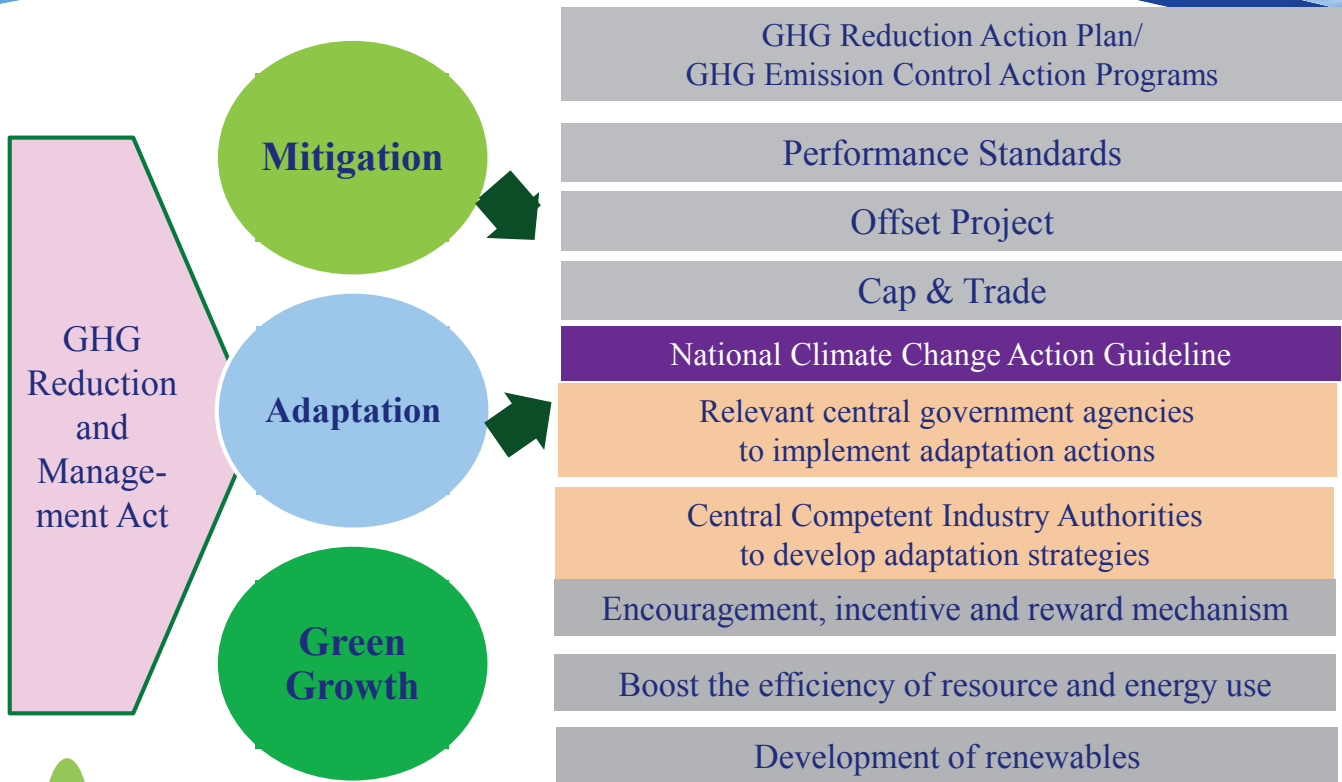 GHG
Reduction
and
Manage-
ment Act
Mitigation
Adaptation
Green
Growth
GHG Reduction Action Plan/
GHG Emission Control Action Programs
Performance Standards
Offset Project
Cap & Trade
National Climate Change Action Guideline
Relevant central government agencies
to implement adaptation actions
Central Competent Industry Authorities
to develop adaptation strategies
Encouragement, incentive and reward mechanism
Boost the efficiency of resource and energy use
Development of renewables